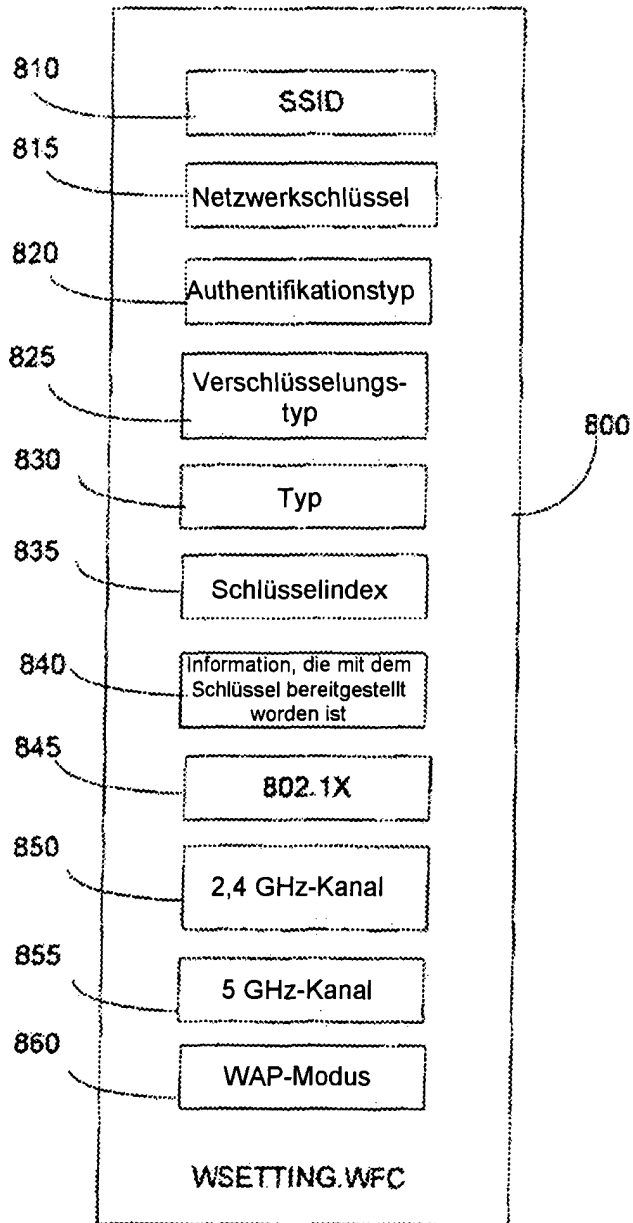 810
SSID
815
Netzwerkschlüssel
820
Authentifikationstyp
825
Verschlüsselungs-
typ
800
830
Typ
835
Schlüsselindex
840
Information, die mit dem
Schlüssel bereitgestellt
worden ist
845
802.1X
850
2,4 GHz-Kanal
855
5 GHz-Kanal
860
WAP-Modus
WSETTING.WFC